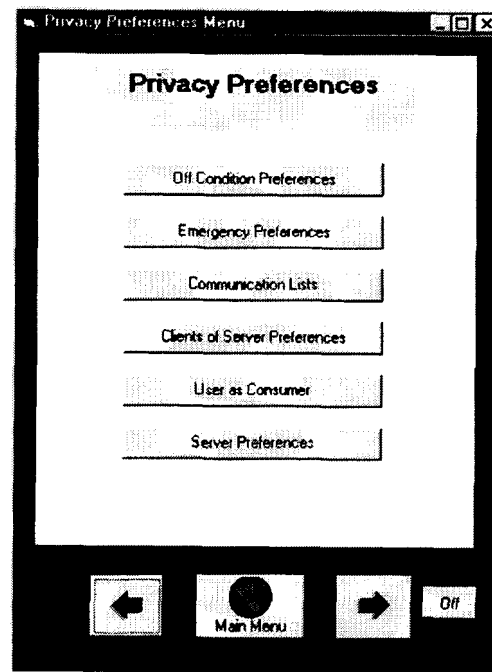 Privacy Preferences Menu
Privacy Preferences
Off Condition Preferences
Emergency Preferences
Communication Lists
Clients of Server Preferences
User as Consumer
Server Preferences
Main Menu
Off